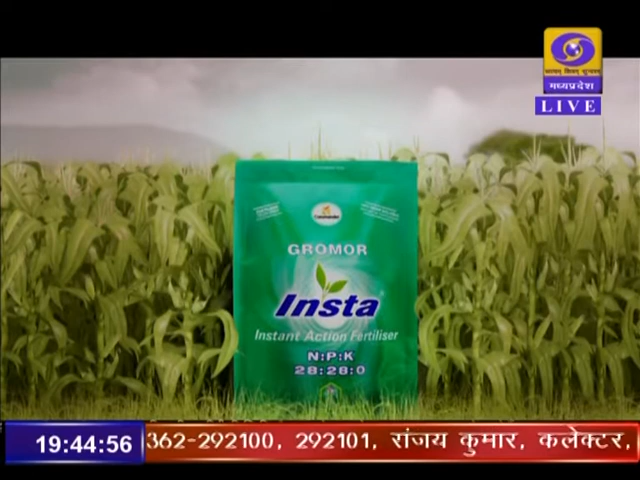 मध्यप्रदेश
LIVE
GROMOR
Insta
Instant Action Fertiliser
N:P:K
28:28:0
19:44:56
362-292100, 292101, रांजय कुमार, कलेक्टर,